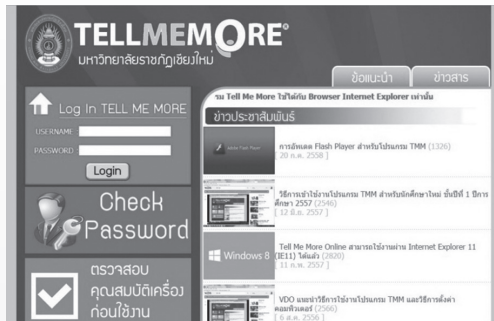 TELLMEMORE®
มหาวิทยาลัยราชภัฏเชียงใหม่
ข้อแนะนำ
ข่าวสาร
Log In TELL ME MORE
USERNAME
PASSWORD
Login
Check
Password
ตรวจสอบ
คุณสมบัติเครื่อง
ก่อนใช้งาน
รม Tell Me More ใช้ได้กับ Browser Internet Explorer เท่านั้น
ข่าวประชาสัมพันธ์
Adobe Flash Player
การอัพเดต Flash Player สำหรับโปรแกรม TMM (1326)
[ 20 ก.พ. 2558 ]
วิธีการเข้าใช้งานโปรแกรม TMM สำหรับนักศึกษาใหม่ ชั้นปีที่ 1 ปีการ
ศึกษา 2557 (2546)
[ 12 มิ.ย. 2557 ]
Windows 8
Tell Me More Online สามารถใช้งานผ่าน Internet Explorer 11
(IE11) ได้แล้ว (2820)
[ 11 ก.พ. 2557 ]
VDO แนะนำวิธีการใช้งานโปรแกรม TMM และวิธีการตั้งค่า
คอมพิวเตอร์ (2566)
[ 6 ส.ค. 2556 ]